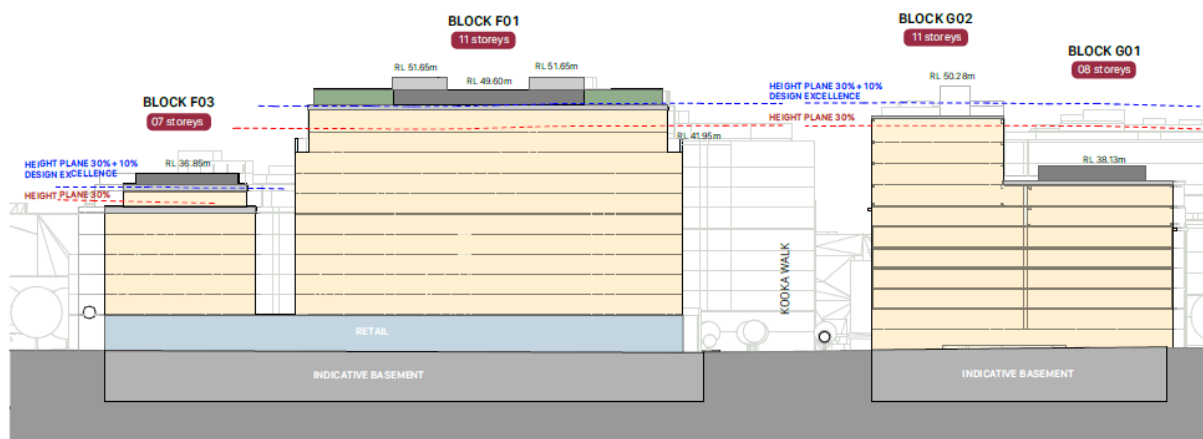 BLOCK F01
11 storeys
BLOCK G02
11 storeys
BLOCK G01
08 storeys
BLOCK F03
07 storeys
RL 51.65m
RL 49.60m
RL 51.65m
RL 50.28m
HEIGHT PLANE 30% + 10%
DESIGN EXCELLENCE
HEIGHT PLANE 30%
RL 41.95m
RL 36.85m
HEIGHT PLANE 30% + 10%
DESIGN EXCELLENCE
HEIGHT PLANE 30%
RL 38.13m
KOOKA WALK
RETAIL
INDICATIVE BASEMENT
INDICATIVE BASEMENT